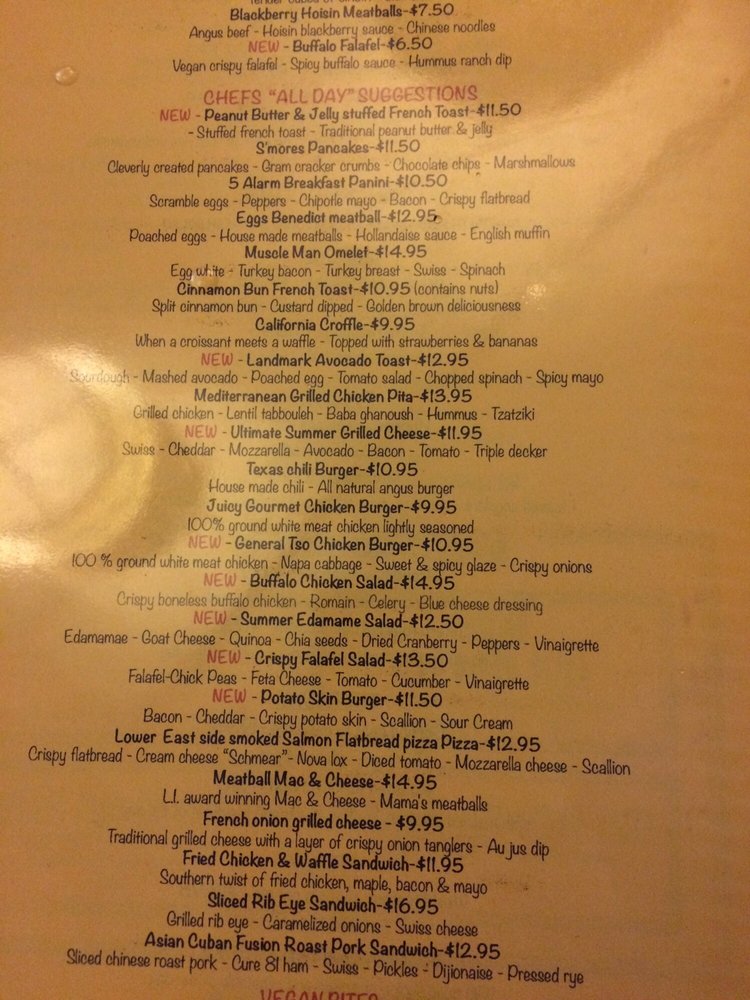 Blackberry Hoisin Meatballs-$7.50
Angus beef - Hoisin blackberry sauce - Chinese noodles
NEW - Buffalo Falafel-$6.50
Vegan crispy falafel - Spicy buffalo sauce - Hummus ranch dip
CHEFS "ALL DAY" SUGGESTIONS
NEW - Peanut Butter & Jelly stuffed French Toast-$11.50
- Stuffed french toast - Traditional peanut butter & jelly
S'mores Pancakes-$11.50
Cleverly created pancakes - Gram cracker crumbs - Chocolate chips - Marshmallows
5 Alarm Breakfast Panini-$10.50
Scramble eggs - Peppers - Chipotle mayo - Bacon - Crispy flatbread
Eggs Benedict meatball-$12.95
Poached eggs - House made meatballs - Hollandaise sauce - English muffin
Muscle Man Omelet-$14.95
Egg white - Turkey bacon - Turkey breast - Swiss - Spinach
Cinnamon Bun French Toast-$10.95 (contains nuts)
Split cinnamon bun - Custard dipped - Golden brown deliciousness
California Croffle-$9.95
When a croissant meets a waffle - Topped with strawberries & bananas
NEW - Landmark Avocado Toast-$12.95
Sourdough - Mashed avocado - Poached egg - Tomato salad - Chopped spinach - Spicy mayo
Mediterranean Grilled Chicken Pita-$13.95
Grilled chicken - Lentil tabbouleh - Baba ghanoush - Hummus - Tzatziki
NEW - Ultimate Summer Grilled Cheese-$11.95
Swiss - Cheddar - Mozzarella - Avocado - Bacon - Tomato - Triple decker
Texas chili Burger-$10.95
House made chili - All natural angus burger
Juicy Gourmet Chicken Burger-$9.95
100% ground white meat chicken lightly seasoned
NEW - General Tso Chicken Burger-$10.95
100 % ground white meat chicken - Napa cabbage - Sweet & spicy glaze - Crispy onions
NEW - Buffalo Chicken Salad-$14.95
Crispy boneless buffalo chicken - Romain - Celery - Blue cheese dressing
NEW - Summer Edamame Salad-$12.50
Edamamae - Goat Cheese - Quinoa - Chia seeds - Dried Cranberry - Peppers - Vinaigrette
NEW - Crispy Falafel Salad-$13.50
Falafel-Chick Peas - Feta Cheese - Tomato - Cucumber - Vinaigrette
NEW - Potato Skin Burger-$11.50
Bacon - Cheddar - Crispy potato skin - Scallion - Sour Cream
Lower East side smoked Salmon Flatbread pizza Pizza-$12.95
Crispy flatbread - Cream cheese "Schmear"- Nova lox - Diced tomato - Mozzarella cheese - Scallion
Meatball Mac & Cheese-$14.95
L.I. award winning Mac & Cheese - Mama's meatballs
French onion grilled cheese - $9.95
Traditional grilled cheese with a layer of crispy onion tanglers - Au jus dip
Fried Chicken & Waffle Sandwich-$11.95
Southern twist of fried chicken, maple, bacon & mayo
Sliced Rib Eye Sandwich-$16.95
Grilled rib eye - Caramelized onions - Swiss cheese
Asian Cuban Fusion Roast Pork Sandwich-$12.95
Sliced chinese roast pork - Cure 81 ham - Swiss - Pickles - Dijionaise - Pressed rye
VEGAN BITES